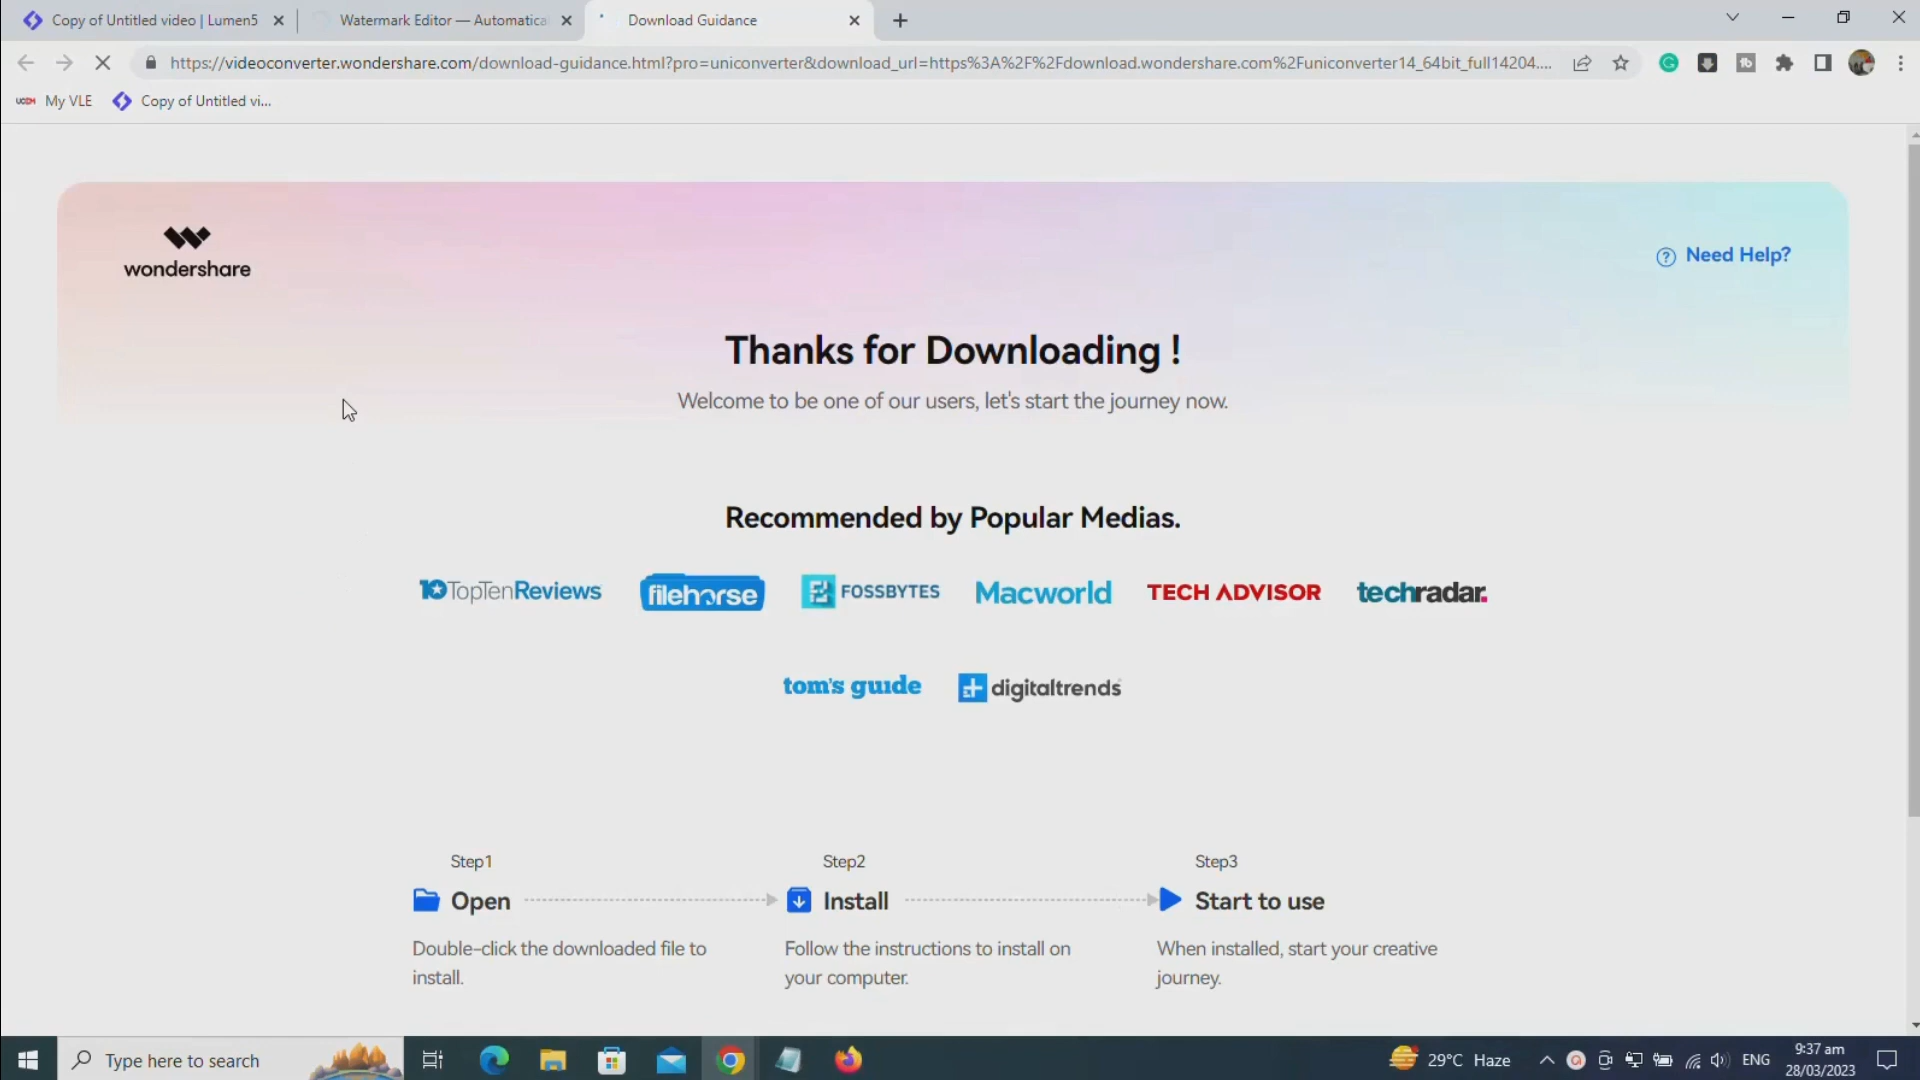 Copy of Untitled video | Lumen5
Watermark Editor — Automatica
Download Guidance
https://videoconverter.wondershare.com/download-guidance.html?pro=uniconverter&download_url=https%3A%2F%2Fdownload.wondershare.com%2Funiconverter14_64bit_full14204....
My VLE
Copy of Untitled vi...
wondershare
Need Help?
Thanks for Downloading !
Welcome to be one of our users, let's start the journey now.
Recommended by Popular Medias.
TopTenReviews
filehorse
FOSSBYTES
Macworld
TECH ADVISOR
techradar.
tom's guide
digitaltrends
Step1
Step2
Step3
Open
Install
Start to use
Double-click the downloaded file to
install.
Follow the instructions to install on
your computer.
When installed, start your creative
journey.
Type here to search
29°C Haze
ENG
9:37 am
28/03/2023